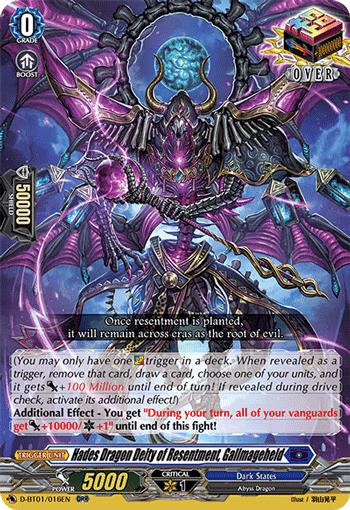 0
GRADE
BOOST
OVER
50000
SHIELD
Once resentment is planted,
it will remain across eras as the root of evil.
(You may only have one trigger in a deck. When revealed as a
trigger, remove that card, draw a card, choose one of your units, and
it gets +100 Million until end of turn! If revealed during drive
check, activate its additional effect!)
Additional Effect - You get "During your turn, all of your vanguards
get +10000/ +1" until end of this fight!
TRIGGER UNIT
Hades Dragon Deity of Resentment, Gallmageheld
POWER 5000
CRITICAL
1
Dark States
Abyss Dragon
D-BT01/016EN
Illust / 羽山晃平